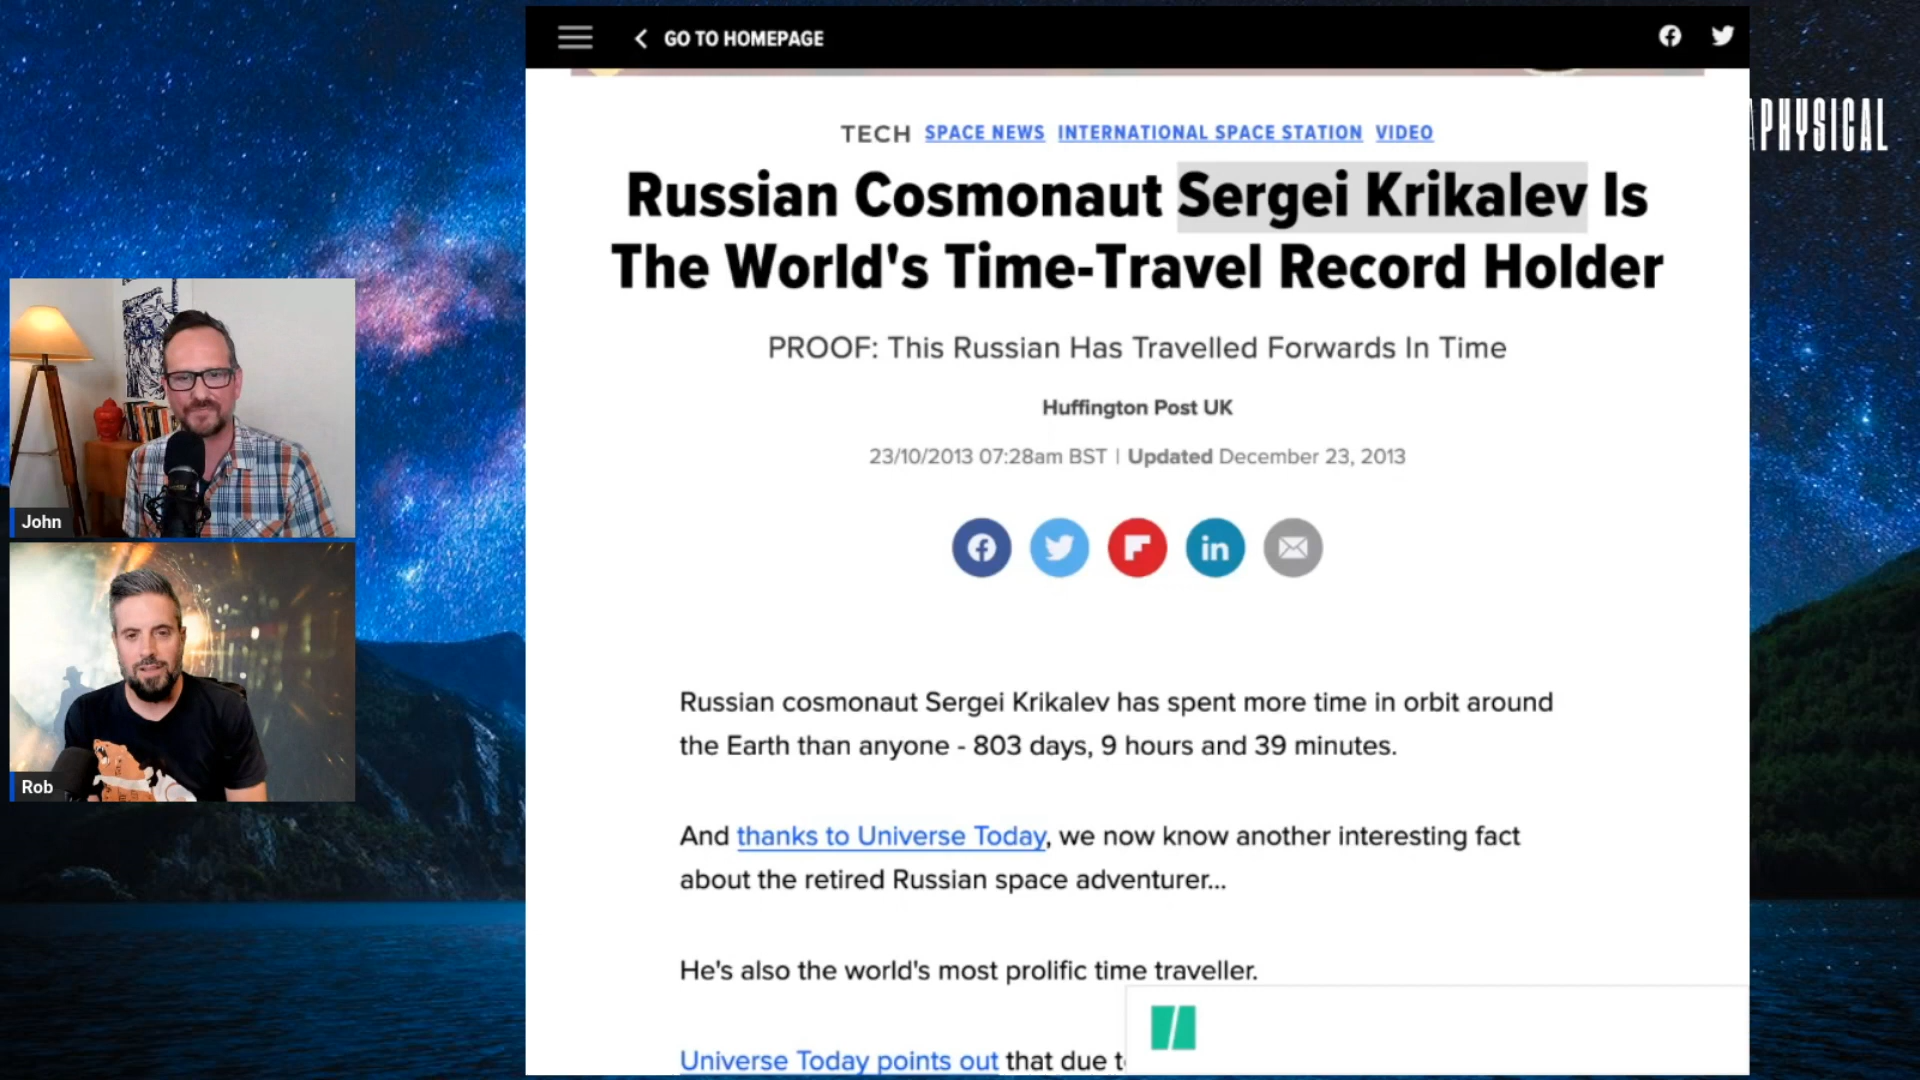 GO TO HOMEPAGE
TECH SPACE NEWS INTERNATIONAL SPACE STATION VIDEO
Russian Cosmonaut Sergei Krikalev Is
The World's Time-Travel Record Holder
PROOF: This Russian Has Travelled Forwards In Time
Huffington Post UK
23/10/2013 07:28am BST | Updated December 23, 2013
Russian cosmonaut Sergei Krikalev has spent more time in orbit around
the Earth than anyone - 803 days, 9 hours and 39 minutes.
And thanks to Universe Today, we now know another interesting fact
about the retired Russian space adventurer...
He's also the world's most prolific time traveller.
Universe Today points out that due t
APHYSICAL
John
Rob